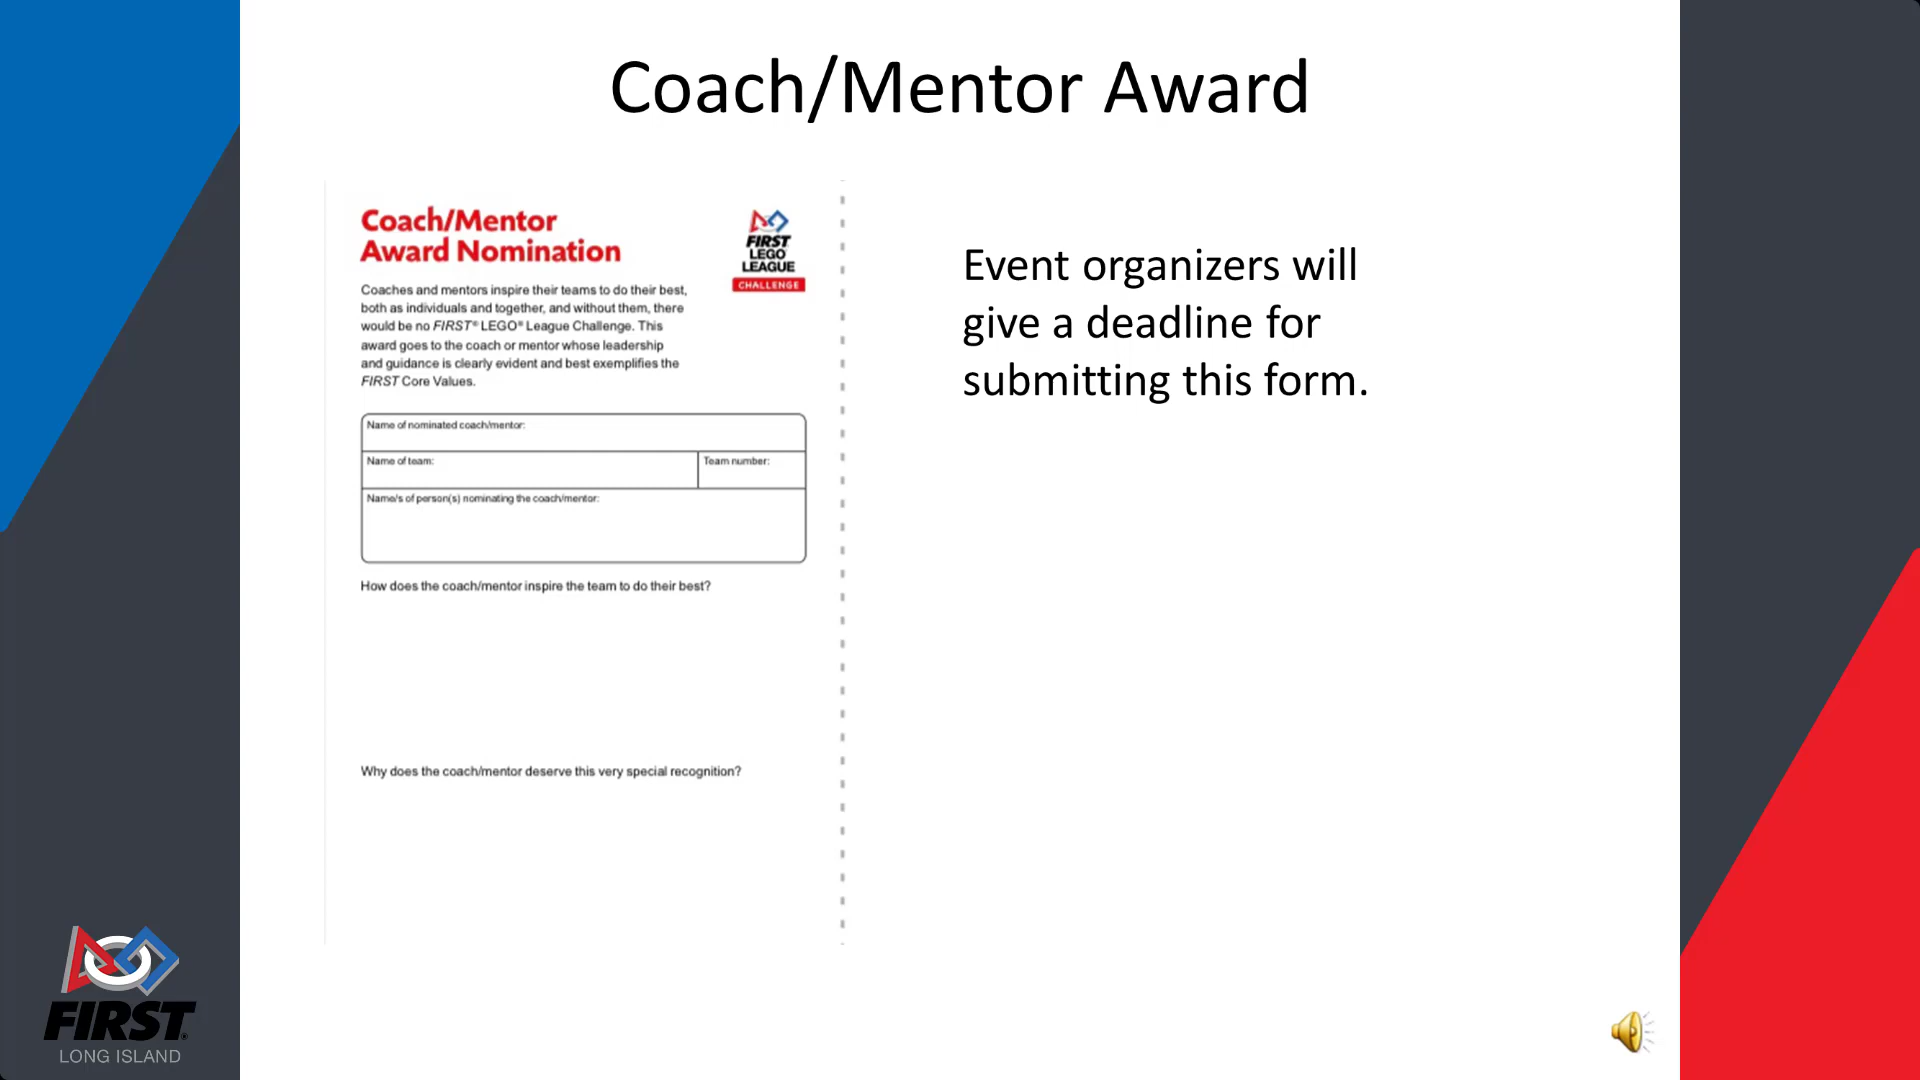 Coach/Mentor Award
Coach/Mentor
Award Nomination
FIRST
LEGO
LEAGUE
CHALLENGE
Coaches and mentors inspire their teams to do their best,
both as individuals and together, and without them, there
would be no FIRST® LEGO® League Challenge. This
award goes to the coach or mentor whose leadership
and guidance is clearly evident and best exemplifies the
FIRST Core Values.
Name of nominated coach/mentor:
Name of team:
Team number:
Name/s of person(s) nominating the coach/mentor:
How does the coach/mentor inspire the team to do their best?
Why does the coach/mentor deserve this very special recognition?
Event organizers will
give a deadline for
submitting this form.
FIRST®
LONG ISLAND